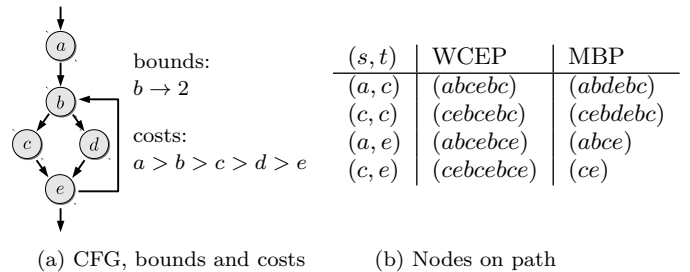 a
bounds:
b → 2
b
costs:
c
d
a > b > c > d > e
e
(a) CFG, bounds and costs
(s, t) WCEP MBP
(a, c) (abcebc) (abdebc)
(c, c) (cebcebc) (cebdebc)
(a, e) (abcebce) (abce)
(c, e) (cebcebce) (ce)
(b) Nodes on path